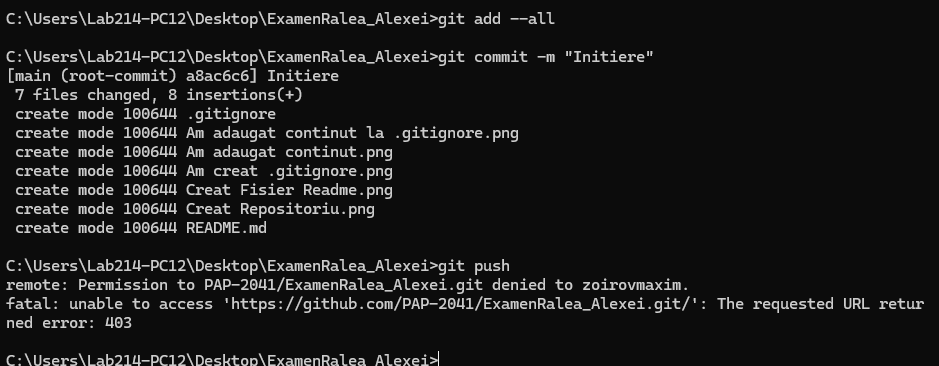 C:\Users\Lab214-PC12\Desktop\ExamenRalea_Alexei>git add --all
C:\Users\Lab214-PC12\Desktop\ExamenRalea_Alexei>git commit -m "Initiere"
[main (root-commit) a8ac6c6] Initiere
 7 files changed, 8 insertions(+)
 create mode 100644 .gitignore
 create mode 100644 Am adaugat continut la .gitignore.png
 create mode 100644 Am adaugat continut.png
 create mode 100644 Am creat .gitignore.png
 create mode 100644 Creat Fisier Readme.png
 create mode 100644 Creat Repositoriu.png
 create mode 100644 README.md
C:\Users\Lab214-PC12\Desktop\ExamenRalea_Alexei>git push
remote: Permission to PAP-2041/ExamenRalea_Alexei.git denied to zoirovmaxim.
fatal: unable to access 'https://github.com/PAP-2041/ExamenRalea_Alexei.git/': The requested URL retur
ned error: 403
C:\Users\Lab214-PC12\Desktop\ExamenRalea_Alexei>